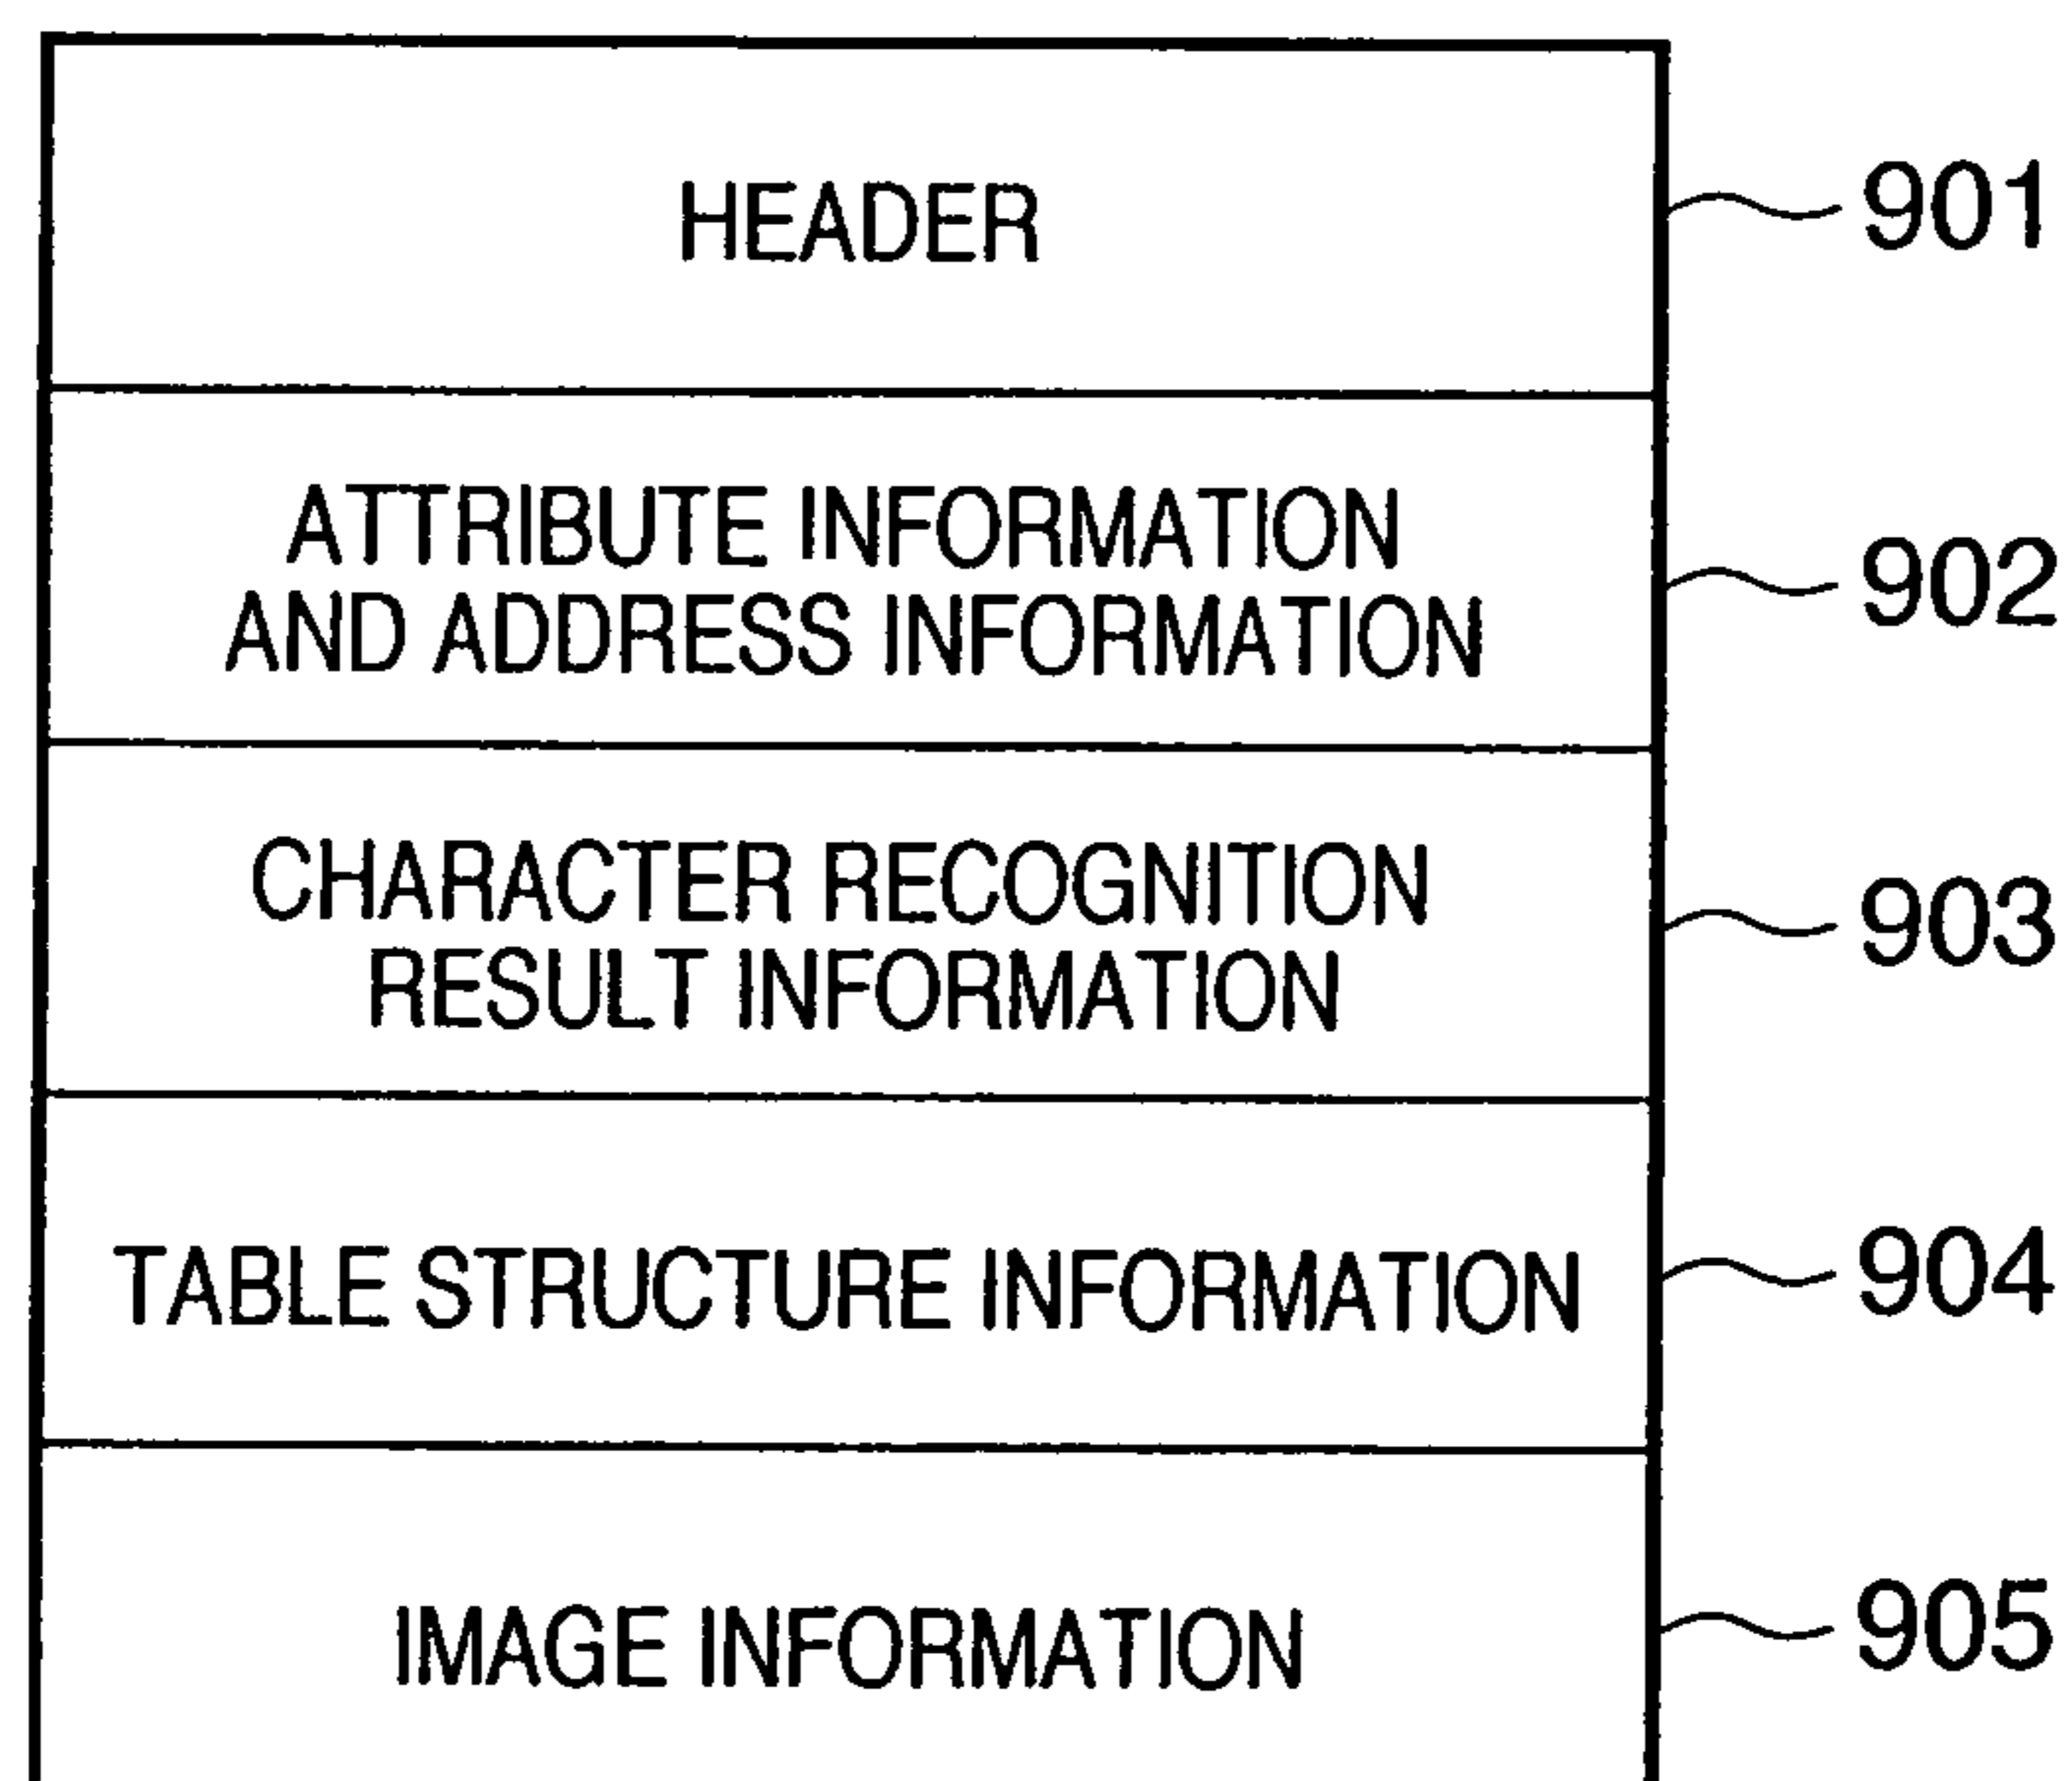 HEADER
901
ATTRIBUTE INFORMATION
AND ADDRESS INFORMATION
902
CHARACTER RECOGNITION
RESULT INFORMATION
903
TABLE STRUCTURE INFORMATION
904
IMAGE INFORMATION
905